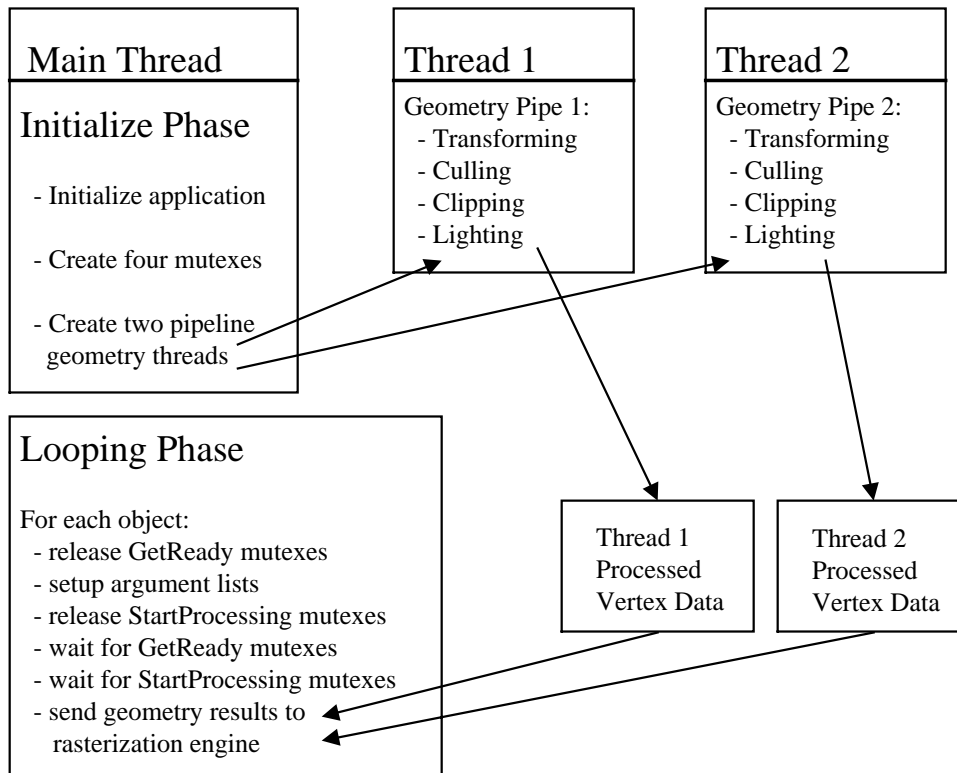 Main Thread
Initialize Phase
- Initialize application
- Create four mutexes
- Create two pipeline
geometry threads
Thread 1
Geometry Pipe 1:
- Transforming
- Culling
- Clipping
- Lighting
Thread 2
Geometry Pipe 2:
- Transforming
- Culling
- Clipping
- Lighting
Looping Phase
For each object:
- release GetReady mutexes
- setup argument lists
- release StartProcessing mutexes
- wait for GetReady mutexes
- wait for StartProcessing mutexes
- send geometry results to
rasterization engine
Thread 1
Processed
Vertex Data
Thread 2
Processed
Vertex Data